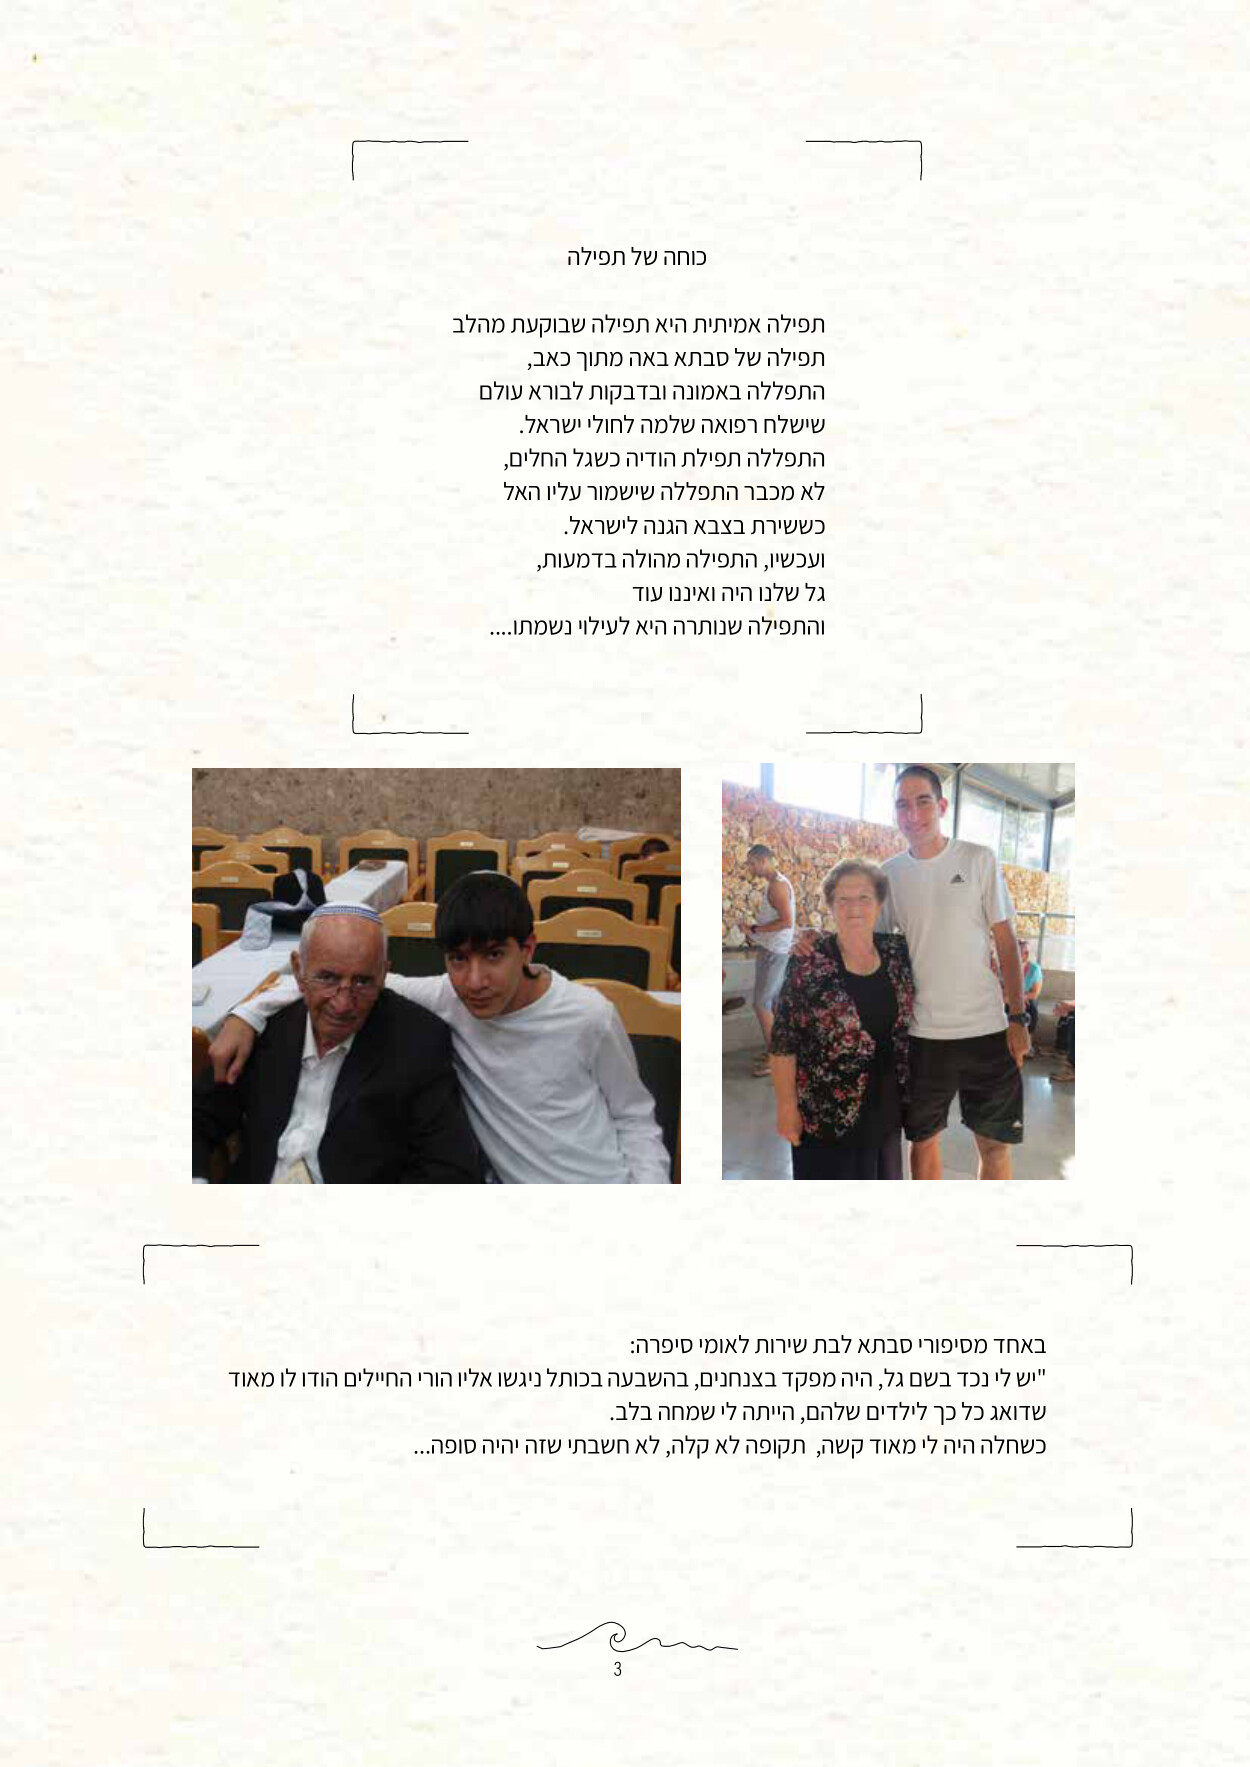 כוחה של תפילה
תפילה אמיתית היא תפילה שבוקעת מהלב
תפילה של סבתא באה מתוך כאב,
התפללה באמונה ובדבקות לבורא עולם
שישלח רפואה שלמה לחולי ישראל.
התפללה תפילת הודיה כשגל החלים,
לא מכבר התפללה שישמור עליו האל
כששירת בצבא הגנה לישראל.
ועכשיו, התפילה מהולה בדמעות,
גל שלנו היה ואיננו עוד
והתפילה שנותרה היא לעילוי נשמתו....
באחד מסיפורי סבתא לבת שירות לאומי סיפרה:
"יש לי נכד בשם גל, היה מפקד בצנחנים, בהשבעה בכותל ניגשו אליו הורי החיילים הודו לו מאוד
שדואג כל כך לילדים שלהם, הייתה לי שמחה בלב.
כשחלה היה לי מאוד קשה, תקופה לא קלה, לא חשבתי שזה יהיה סופה...
3